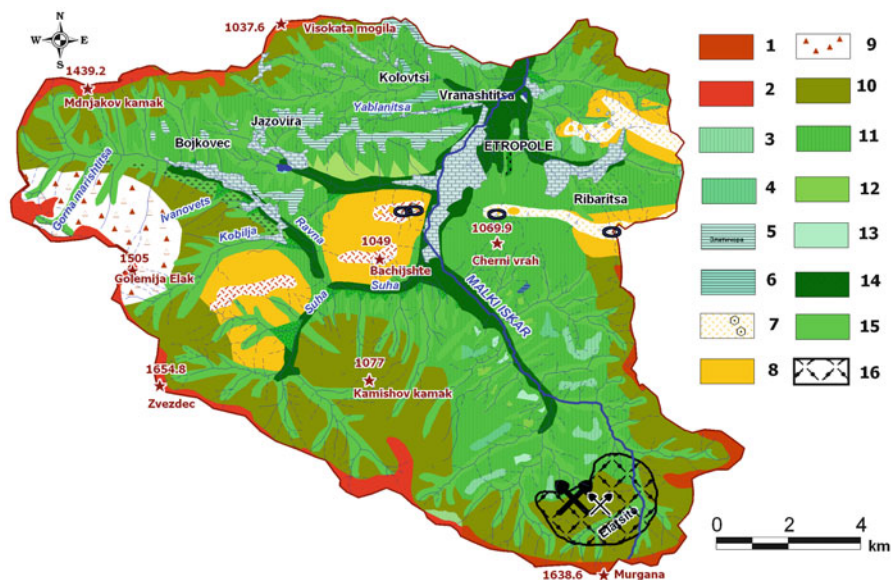 N
W E
S
1037.6
Visokata mogila
1439.2
Mdnjakov kamak
Kolovtsi
Vranashtitsa
Jazovira
Yablanitsa
Bojkovec
ETROPOLE
Gorna marishtitsa
Ivanovets
Ribaritsa
Kobilja
Ravna
1069.9
Cherni vrah
1049
Bachijshte
1505
Golemija Elak
Suha
Suha
MALKI ISKAR
1077
Kamishov kamak
1654.8
Zvezdec
Elatsite
1638.6
Murgana
1
2
3
4
5
6
7
8
9
10
11
12
13
14
15
16
0 2 4
km